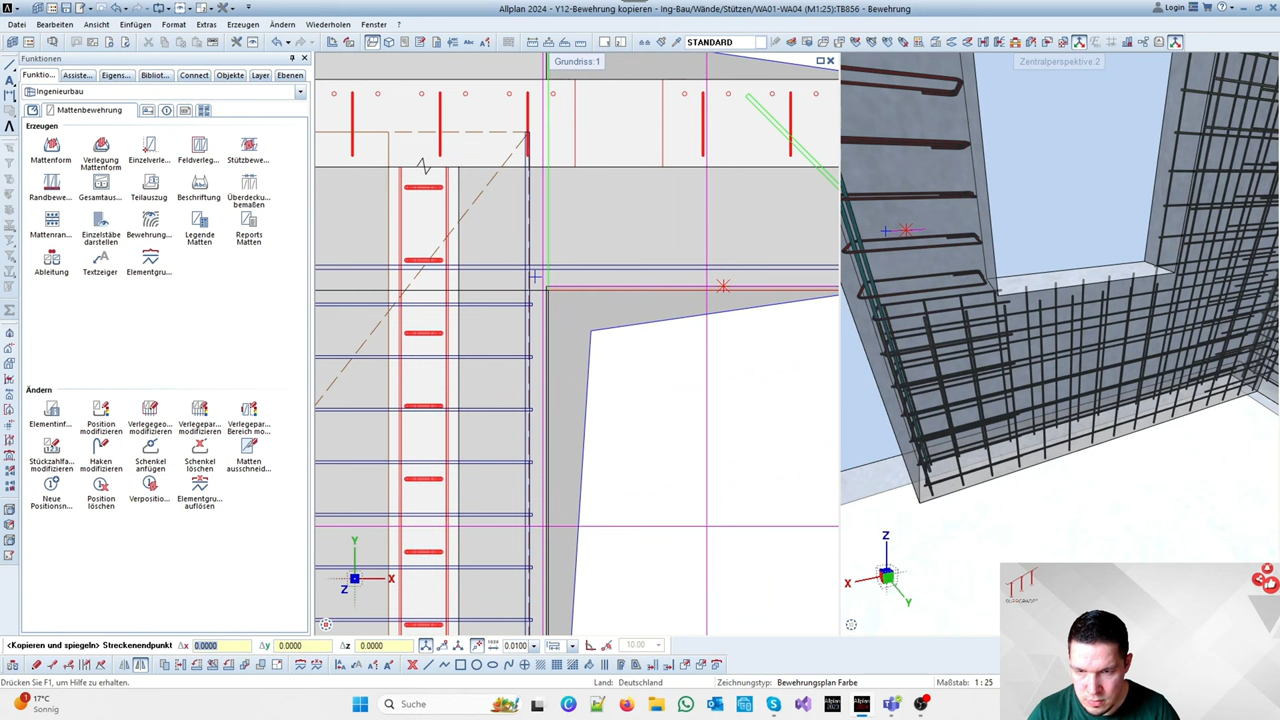 Allplan 2024 - Y12-Bewehrung kopieren - Ing-Bau/Wände/Stützen/WA01-WA04 (M1:25):TB856 - Bewehrung
Login
Datei Bearbeiten Ansicht Einfügen Format Extras Erzeugen Ändern Wiederholen Fenster ?
STANDARD
Funktionen
Funktio... Assiste... Eigens... Bibliot... Connect Objekte Layer Ebenen
Ingenieurbau
Mattenbewehrung
Grundriss:1
Zentralperspektive:2
Erzeugen
Mattenform Verlegung Mattenform Einzelverle... Feldverleg... Stützbewe...
Randbewe... Gesamtaus... Teilauszug Beschriftung Überdecku... bemaßen
Mattenran... Einzelstäbe darstellen Bewehrung... Legende Matten Reports Matten
Ableitung Textzeiger Elementgru...
Ändern
Elementinf... Position modifizieren Verlegegeo... modifizieren Verlegepar... modifizieren Verlegepar... Bereich mo...
Stückzahlfa... modifizieren Haken modifizieren Schenkel anfügen Schenkel löschen Matten ausschneid...
Neue Positionsn... Position löschen Verpositio... Elementgru... auflösen
Y
X
Z
Z
X
Y
<Kopieren und spiegeln> Streckenendpunkt Δx 0.0000 Δy 0.0000 Δz 0.0000 0.0100 10.00
Drücken Sie F1, um Hilfe zu erhalten. Land: Deutschland Zeichnungstyp: Bewehrungsplan Farbe Maßstab: 1 : 25
17°C
Sonnig
Suche